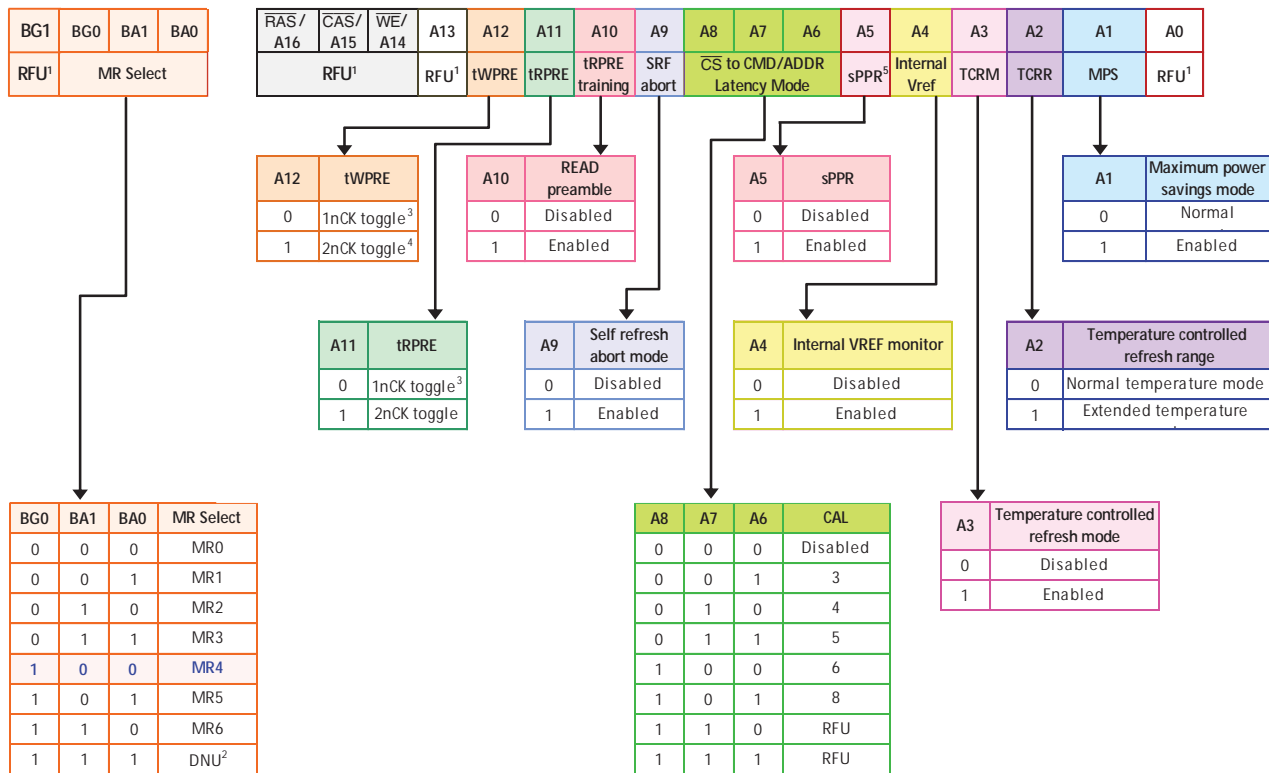 BG1 BG0 BA1 BA0
RFU¹ MR Select
RAS/ A16 CAS/ A15 WE/ A14 A13 A12 A11 A10 A9 A8 A7 A6 A5 A4 A3 A2 A1 A0
RFU¹ RFU¹ tWPRE tRPRE tRPRE training SRF abort CS to CMD/ADDR Latency Mode sPPR⁵ Internal Vref TCRM TCRR MPS RFU¹
A12 tWPRE
0 1nCK toggle³
1 2nCK toggle⁴
A10 READ preamble
0 Disabled
1 Enabled
A5 sPPR
0 Disabled
1 Enabled
A1 Maximum power savings mode
0 Normal
1 Enabled
A11 tRPRE
0 1nCK toggle³
1 2nCK toggle
A9 Self refresh abort mode
0 Disabled
1 Enabled
A4 Internal VREF monitor
0 Disabled
1 Enabled
A2 Temperature controlled refresh range
0 Normal temperature mode
1 Extended temperature
BG0 BA1 BA0 MR Select
0 0 0 MR0
0 0 1 MR1
0 1 0 MR2
0 1 1 MR3
1 0 0 MR4
1 0 1 MR5
1 1 0 MR6
1 1 1 DNU²
A8 A7 A6 CAL
0 0 0 Disabled
0 0 1 3
0 1 0 4
0 1 1 5
1 0 0 6
1 0 1 8
1 1 0 RFU
1 1 1 RFU
A3 Temperature controlled refresh mode
0 Disabled
1 Enabled